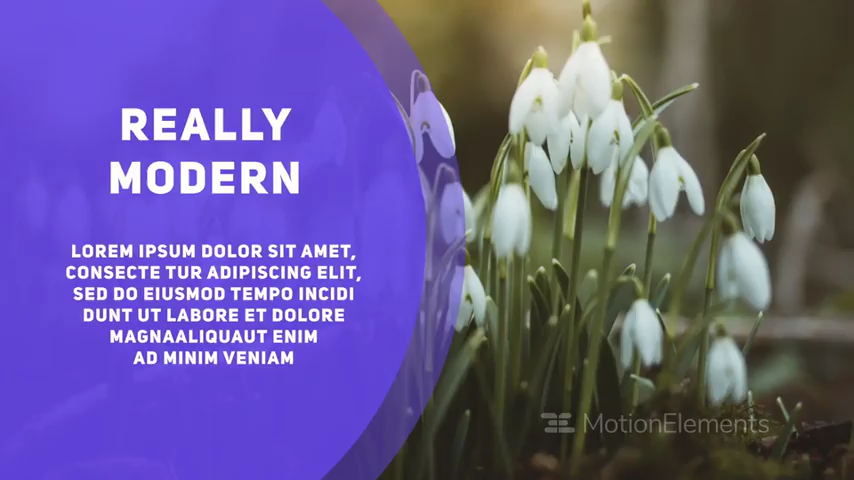 REALLY
MODERN
LOREM IPSUM DOLOR SIT AMET,
CONSECTE TUR ADIPISCING ELIT,
SED DO EIUSMOD TEMPO INCIDI
DUNT UT LABORE ET DOLORE
MAGNAALIQUAUT ENIM
AD MINIM VENIAM
MotionElements